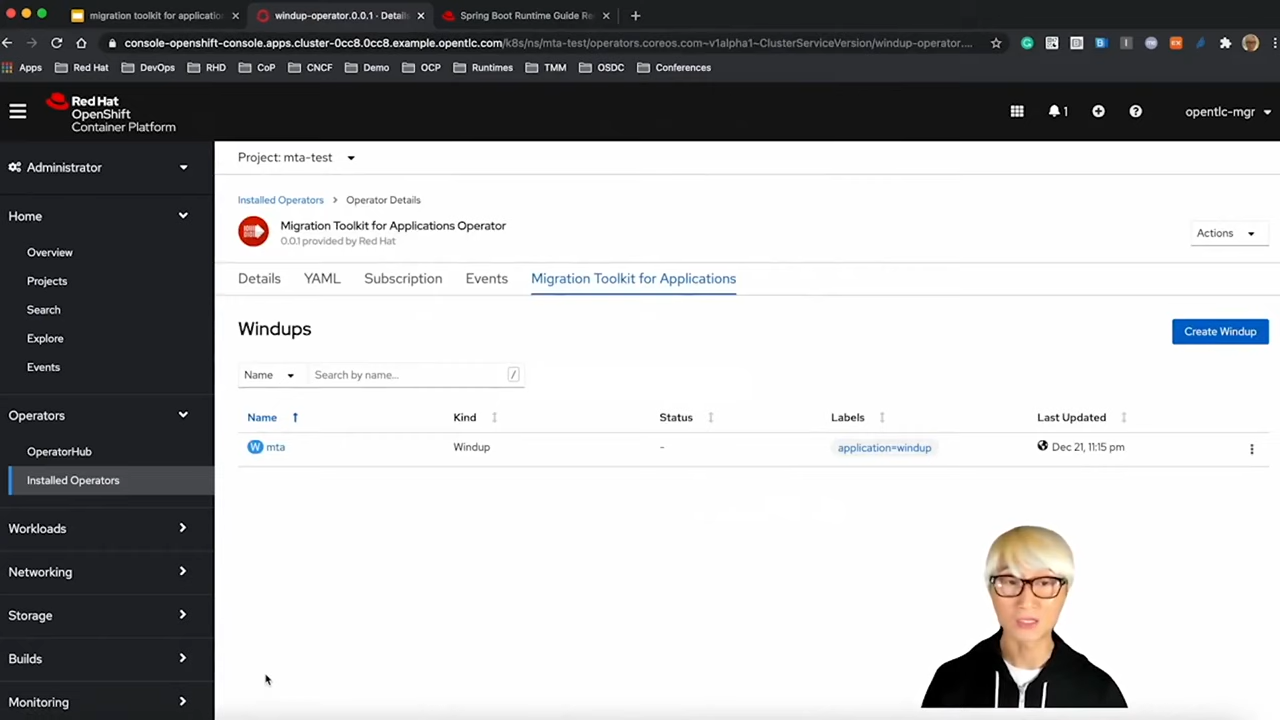 migration toolkit for applicatio
windup-operator.0.0.1 · Details
Spring Boot Runtime Guide Re
console-openshift-console.apps.cluster-0cc8.0cc8.example.opentlc.com/k8s/ns/mta-test/operators.coreos.com~v1alpha1~ClusterServiceVersion/windup-operator....
Apps Red Hat DevOps RHD CoP CNCF Demo OCP Runtimes TMM OSDC Conferences
Red Hat
OpenShift
Container Platform
1
opentlc-mgr
Administrator
Home
Overview
Projects
Search
Explore
Events
Operators
OperatorHub
Installed Operators
Workloads
Networking
Storage
Builds
Monitoring
Project: mta-test
Installed Operators > Operator Details
Migration Toolkit for Applications Operator
0.0.1 provided by Red Hat
Actions
Details YAML Subscription Events Migration Toolkit for Applications
Windups
Create Windup
Name Search by name... /
Name Kind Status Labels Last Updated
W mta Windup - application=windup Dec 21, 11:15 pm